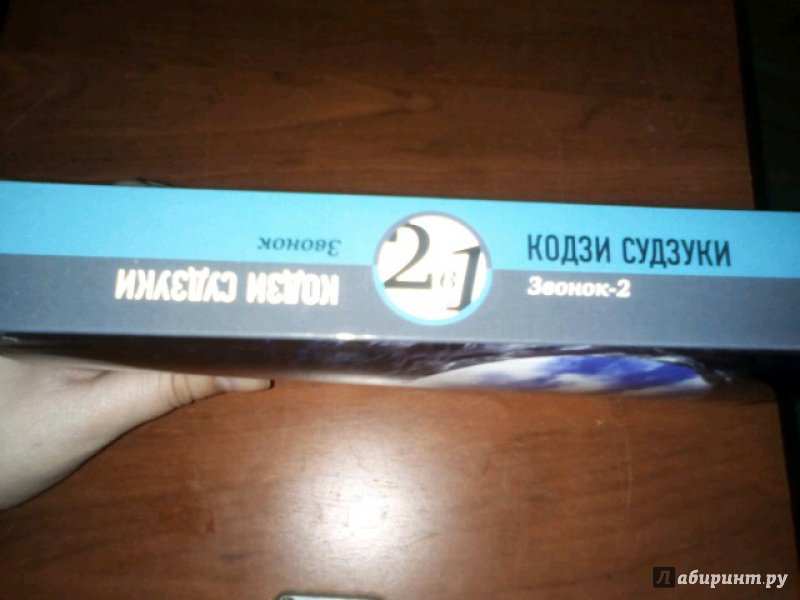 КОДЗИ СУДЗУКИ
Звонок
2 в 1
КОДЗИ СУДЗУКИ
Звонок-2
Лабиринт.ру